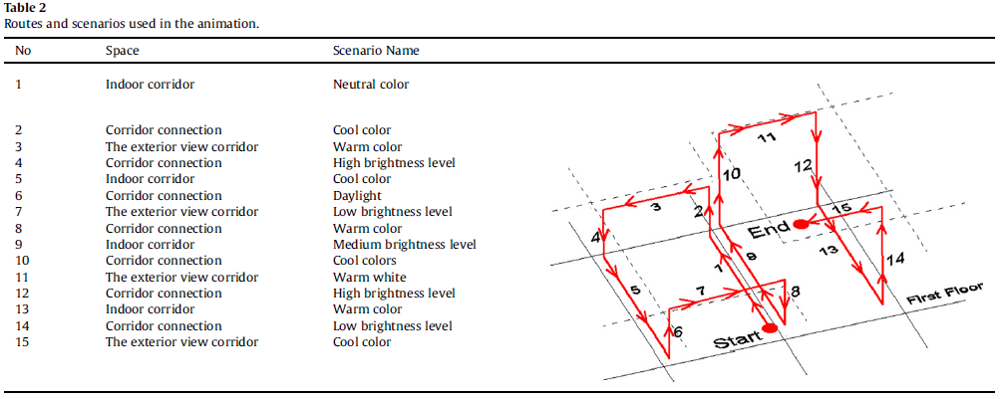 Table 2
Routes and scenarios used in the animation.
No Space Scenario Name
1 Indoor corridor Neutral color
2 Corridor connection Cool color
3 The exterior view corridor Warm color
4 Corridor connection High brightness level
5 Indoor corridor Cool color
6 Corridor connection Daylight
7 The exterior view corridor Low brightness level
8 Corridor connection Warm color
9 Indoor corridor Medium brightness level
10 Corridor connection Cool colors
11 The exterior view corridor Warm white
12 Corridor connection High brightness level
13 Indoor corridor Warm color
14 Corridor connection Low brightness level
15 The exterior view corridor Cool color
11
10
12
3
2
15
4
End
1
9
13
14
5
7
8
First Floor
6
Start